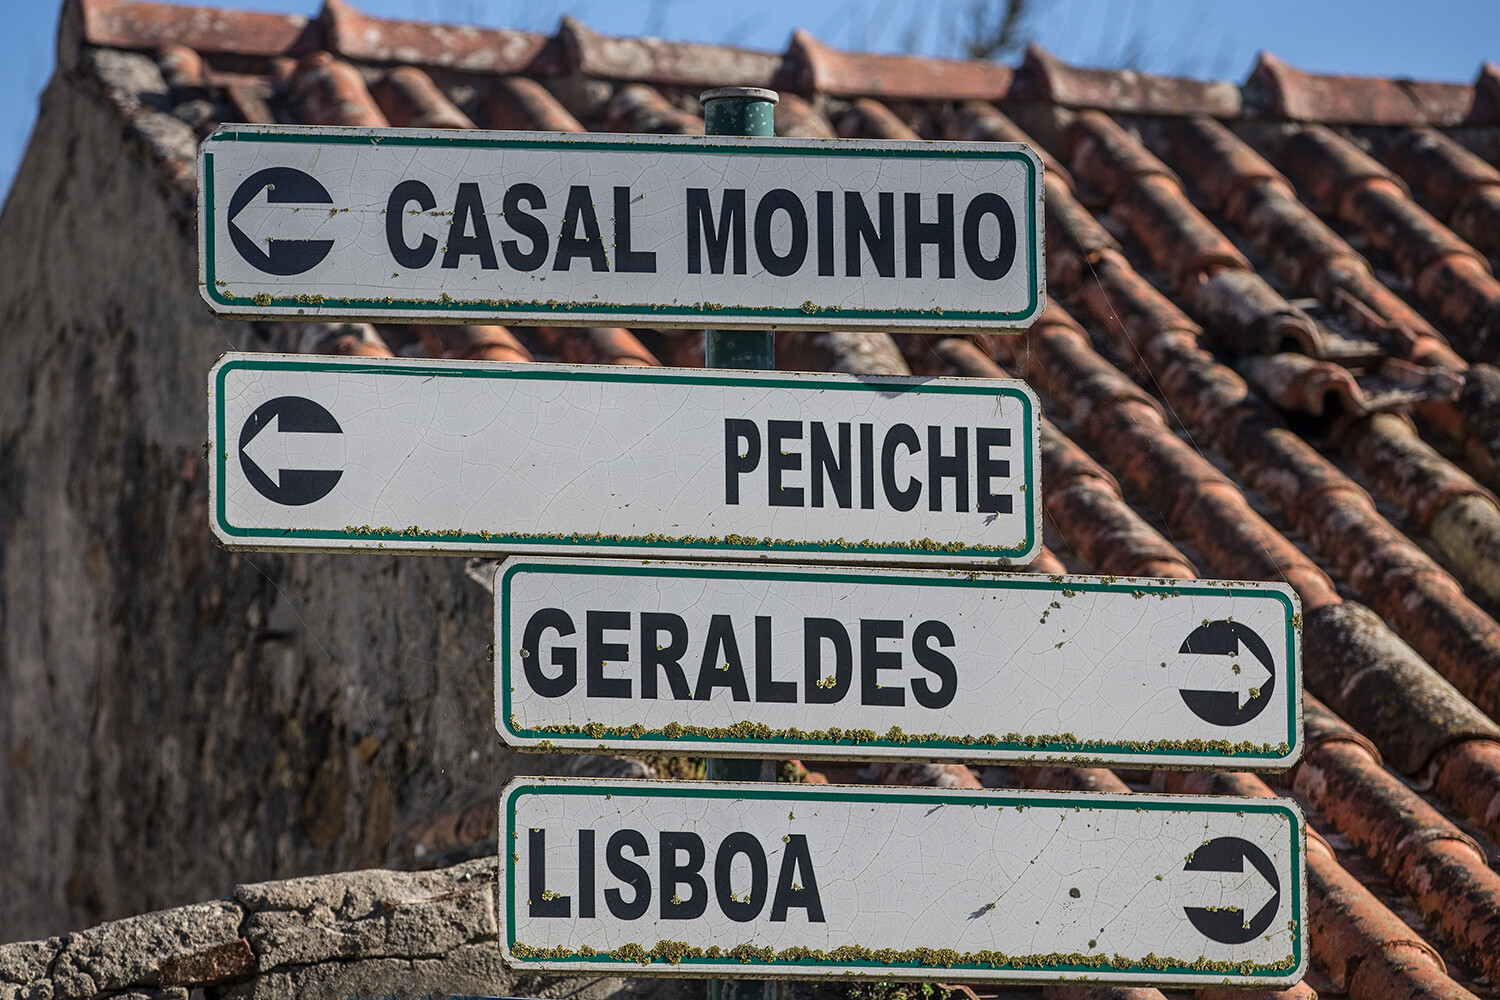 CASAL MOINHO
PENICHE
GERALDES
LISBOA